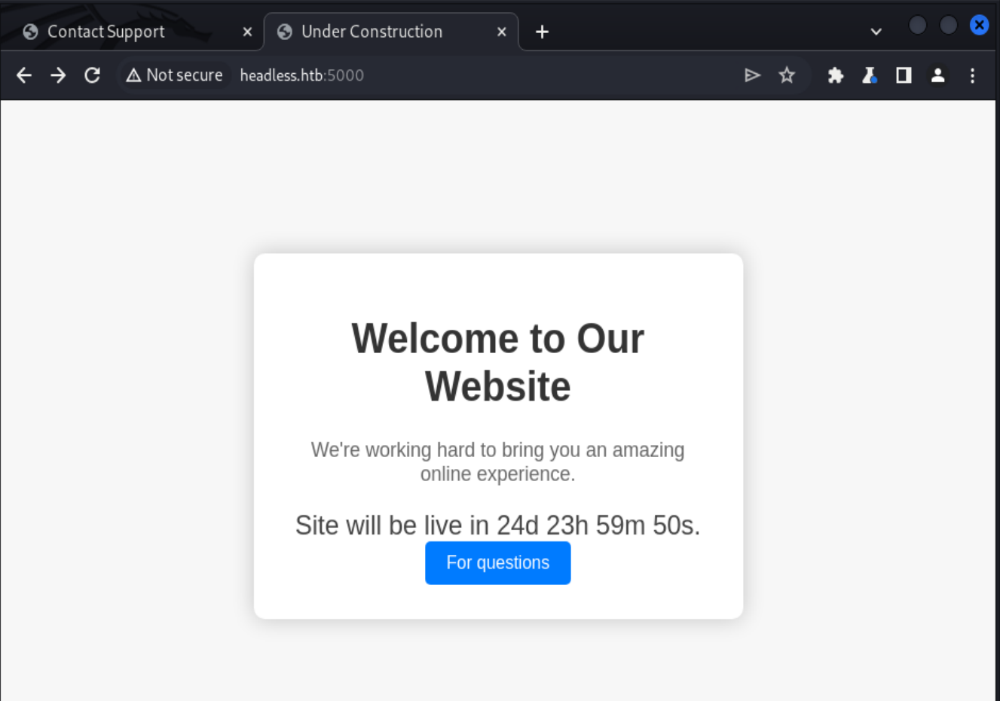 Contact Support
Under Construction
Not secure
headless.htb:5000
Welcome to Our
Website
We're working hard to bring you an amazing
online experience.
Site will be live in 24d 23h 59m 50s.
For questions